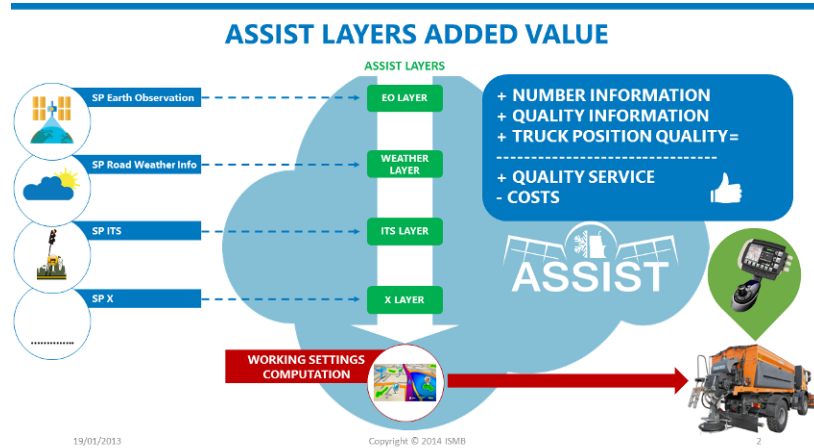 ASSIST LAYERS ADDED VALUE
ASSIST LAYERS
SP Earth Observation
EO LAYER
SP Road Weather Info
WEATHER
LAYER
SP ITS
ITS LAYER
SP X
X LAYER
..............
+ NUMBER INFORMATION
+ QUALITY INFORMATION
+ TRUCK POSITION QUALITY=
--------------------------------
+ QUALITY SERVICE
- COSTS
ASSIST
WORKING SETTINGS
COMPUTATION
19/01/2013
Copyright © 2014 ISMB
2